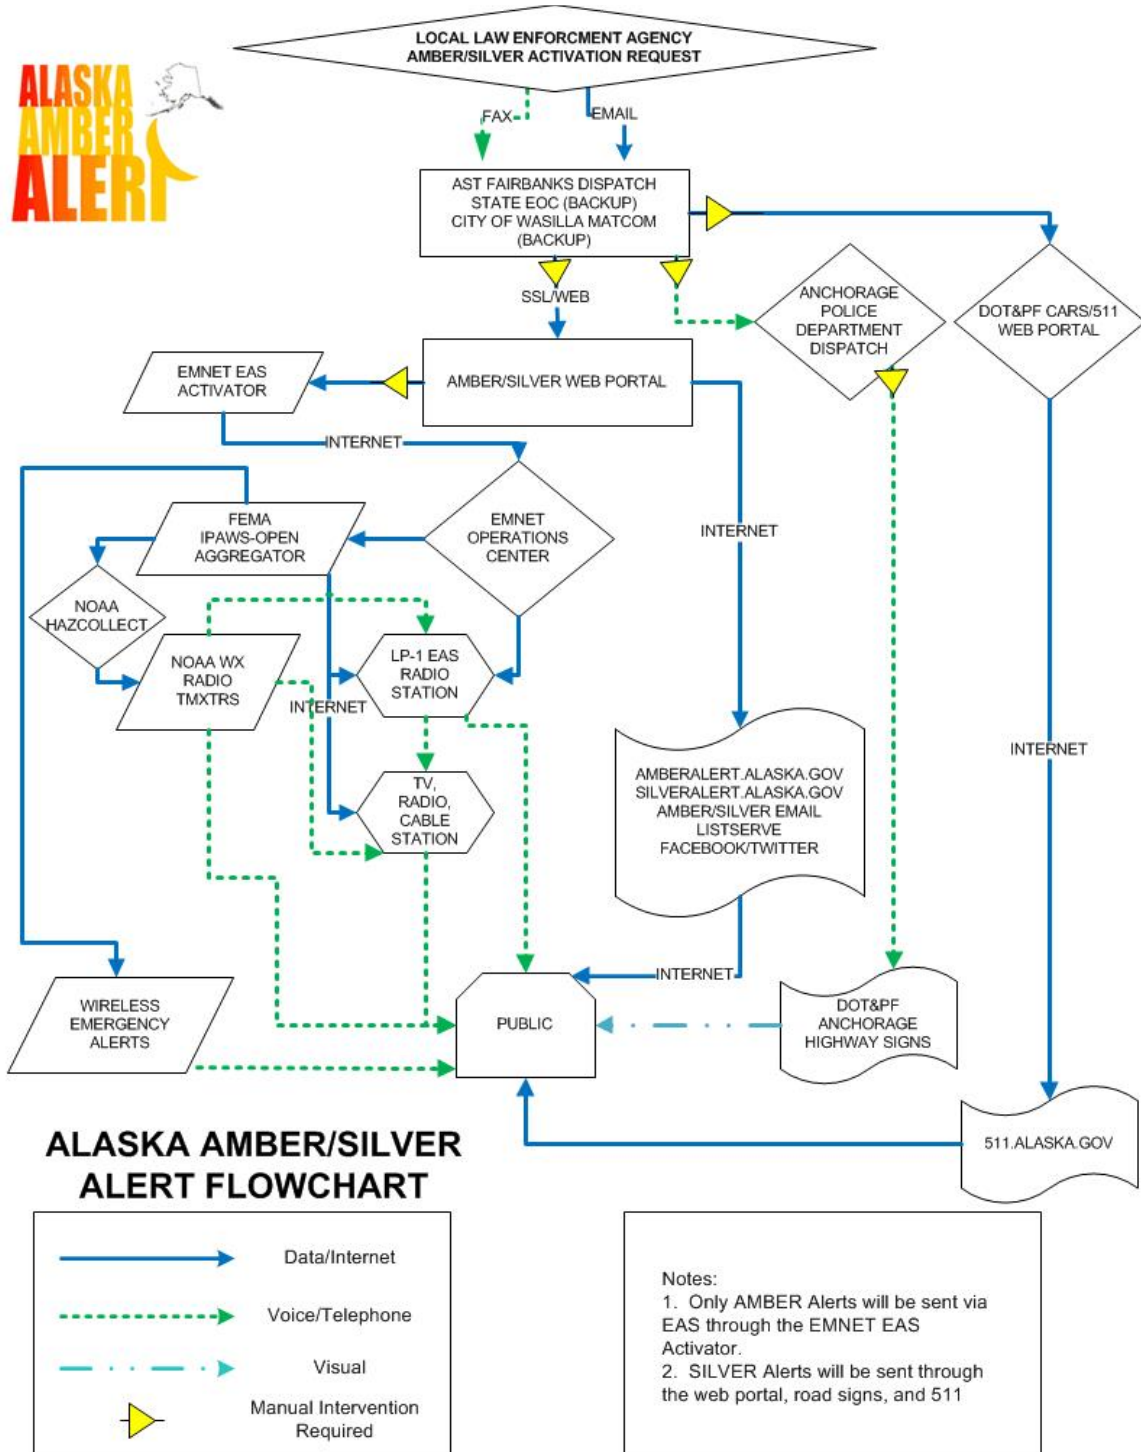 LOCAL LAW ENFORCMENT AGENCY
AMBER/SILVER ACTIVATION REQUEST
ALASKA
AMBER
ALERT
FAX
EMAIL
AST FAIRBANKS DISPATCH
STATE EOC (BACKUP)
CITY OF WASILLA MATCOM
(BACKUP)
SSL/WEB
ANCHORAGE
POLICE
DEPARTMENT
DISPATCH
DOT&PF CARS/511
WEB PORTAL
EMNET EAS
ACTIVATOR
AMBER/SILVER WEB PORTAL
INTERNET
FEMA
IPAWS-OPEN
AGGREGATOR
EMNET
OPERATIONS
CENTER
INTERNET
NOAA
HAZCOLLECT
NOAA WX
RADIO
TMXTRS
LP-1 EAS
RADIO
STATION
INTERNET
TV,
RADIO,
CABLE
STATION
AMBERALERT.ALASKA.GOV
SILVERALERT.ALASKA.GOV
AMBER/SILVER EMAIL
LISTSERVE
FACEBOOK/TWITTER
INTERNET
INTERNET
WIRELESS
EMERGENCY
ALERTS
PUBLIC
DOT&PF
ANCHORAGE
HIGHWAY SIGNS
511.ALASKA.GOV
ALASKA AMBER/SILVER
ALERT FLOWCHART
Data/Internet
Voice/Telephone
Visual
Manual Intervention
Required
Notes:
1. Only AMBER Alerts will be sent via
EAS through the EMNET EAS
Activator.
2. SILVER Alerts will be sent through
the web portal, road signs, and 511